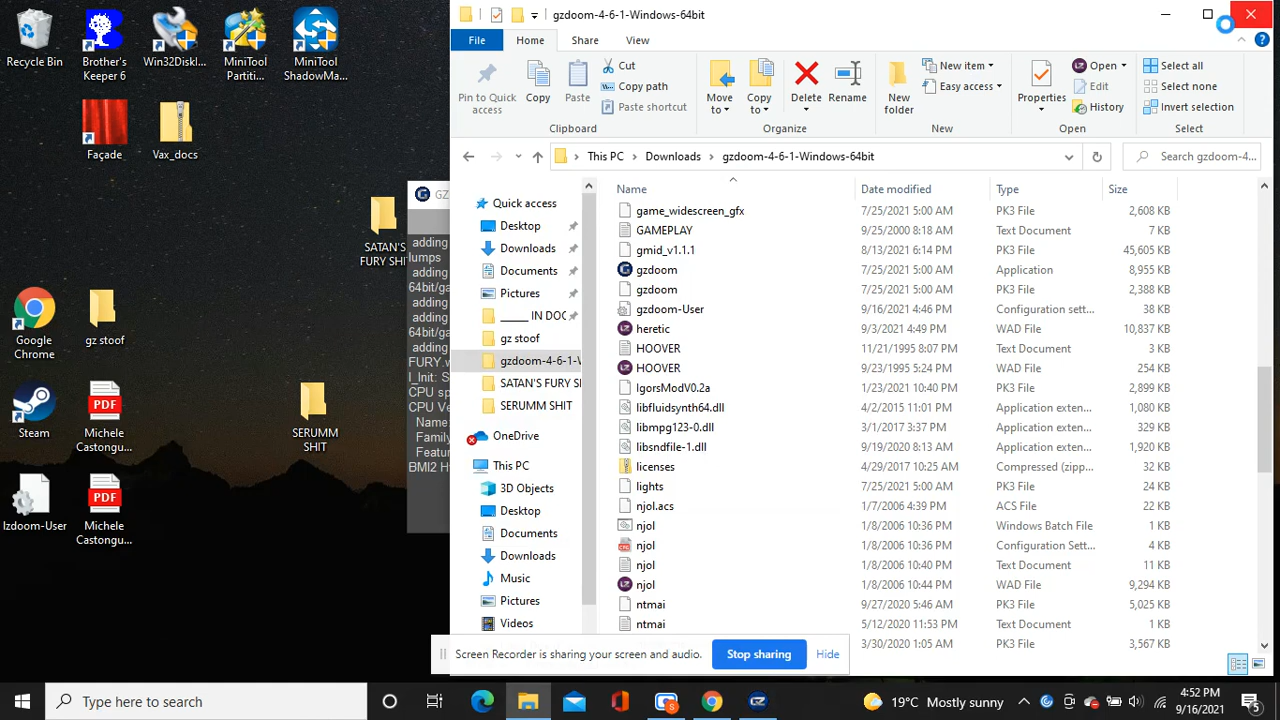 Recycle Bin
Brother's
Keeper 6
Win32DiskI...
MiniTool
Partiti...
MiniTool
ShadowMa...
Façade
Vax_docs
SATAN'S
FURY SHI
Google
Chrome
gz stoof
Steam
Michele
Castongu...
SERUMM
SHIT
lzdoom-User
Michele
Castongu...
GZ
adding
lumps
adding
64bit/ga
adding
adding
64bit/ga
adding
FURY.w
I_Init: S
CPU sp
CPU Ve
Name
Family
Featur
BMI2 H
gzdoom-4-6-1-Windows-64bit
File Home Share View
Pin to Quick
access
Copy
Paste
Cut
Copy path
Paste shortcut
Clipboard
Move
to
Copy
to
Delete
Rename
Organize
New
folder
New item
Easy access
New
Properties
Open
Edit
History
Open
Select all
Select none
Invert selection
Select
This PC > Downloads > gzdoom-4-6-1-Windows-64bit
Search gzdoom-4...
Quick access
Desktop
Downloads
Documents
Pictures
_____ IN DOC
gz stoof
gzdoom-4-6-1-V
SATAN'S FURY SI
SERUMM SHIT
OneDrive
This PC
3D Objects
Desktop
Documents
Downloads
Music
Pictures
Videos
Name Date modified Type Size
game_widescreen_gfx 7/25/2021 5:00 AM PK3 File 2,608 KB
GAMEPLAY 9/25/2000 8:18 AM Text Document 7 KB
gmid_v1.1.1 8/13/2021 6:14 PM PK3 File 45,605 KB
gzdoom 7/25/2021 5:00 AM Application 8,955 KB
gzdoom 7/25/2021 5:00 AM PK3 File 2,388 KB
gzdoom-User 9/16/2021 4:46 PM Configuration sett... 38 KB
heretic 9/3/2021 4:49 PM WAD File 10,837 KB
HOOVER 11/21/1995 8:07 PM Text Document 3 KB
HOOVER 9/23/1995 5:24 PM WAD File 254 KB
IgorsModV0.2a 1/23/2021 10:40 PM PK3 File 2,899 KB
libfluidsynth64.dll 4/2/2015 11:01 PM Application exten... 1,080 KB
libmpg123-0.dll 3/1/2017 3:37 PM Application exten... 329 KB
libsndfile-1.dll 9/19/2020 8:13 AM Application exten... 1,920 KB
licenses 4/29/2017 10:25 AM Compressed (zipp... 32 KB
lights 7/25/2021 5:00 AM PK3 File 24 KB
njol.acs 1/7/2006 4:39 PM ACS File 22 KB
njol 1/8/2006 10:36 PM Windows Batch File 1 KB
njol 1/8/2006 10:36 PM Configuration Sett... 4 KB
njol 1/8/2006 10:40 PM Text Document 11 KB
njol 1/8/2006 10:44 PM WAD File 9,294 KB
ntmai 9/27/2020 5:46 AM PK3 File 5,025 KB
ntmai 5/12/2020 11:53 PM Text Document 1 KB
3/30/2020 1:05 AM PK3 File 3,567 KB
Screen Recorder is sharing your screen and audio. Stop sharing Hide
Type here to search
19°C Mostly sunny
4:52 PM
9/16/2021
5